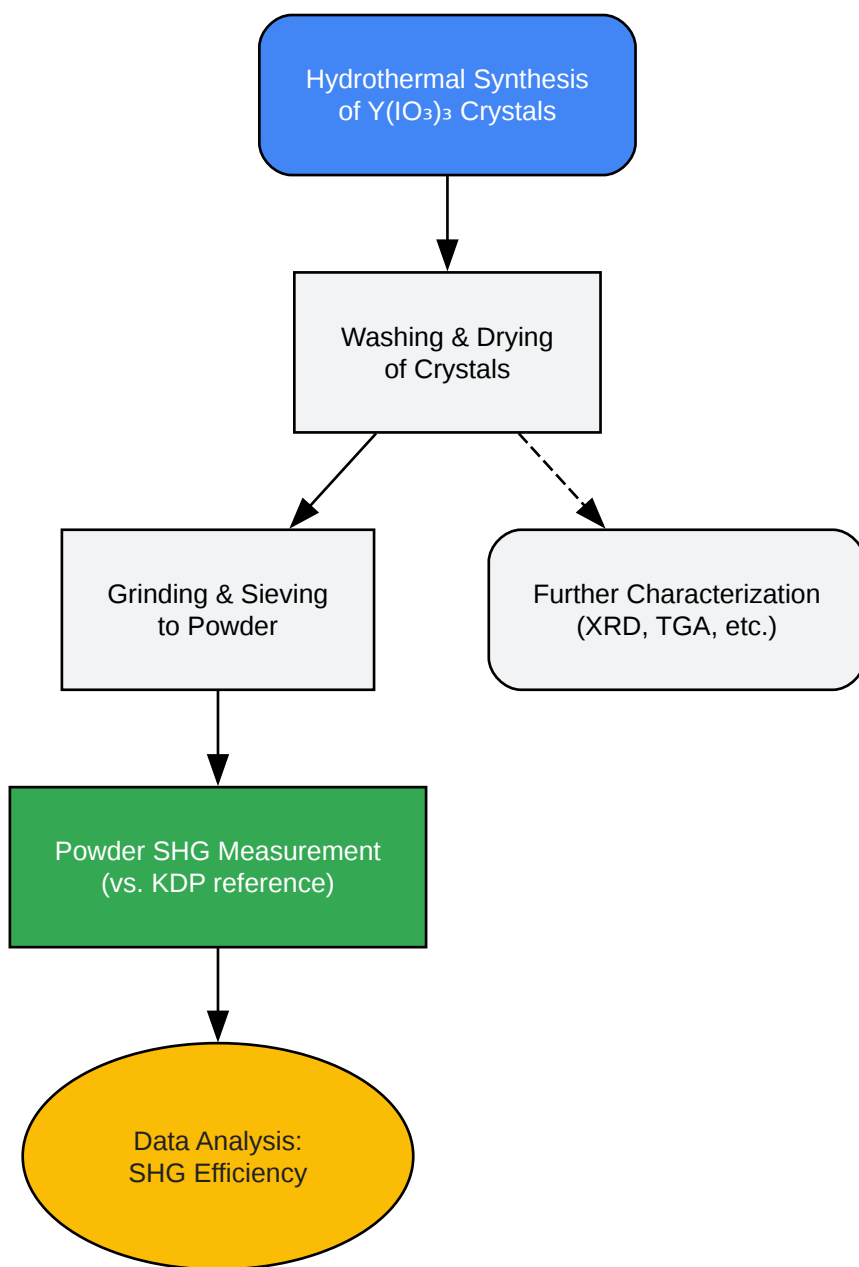 Hydrothermal Synthesis
of Y(IO₃)₃ Crystals
Washing & Drying
of Crystals
Grinding & Sieving
to Powder
Further Characterization
(XRD, TGA, etc.)
Powder SHG Measurement
(vs. KDP reference)
Data Analysis:
SHG Efficiency